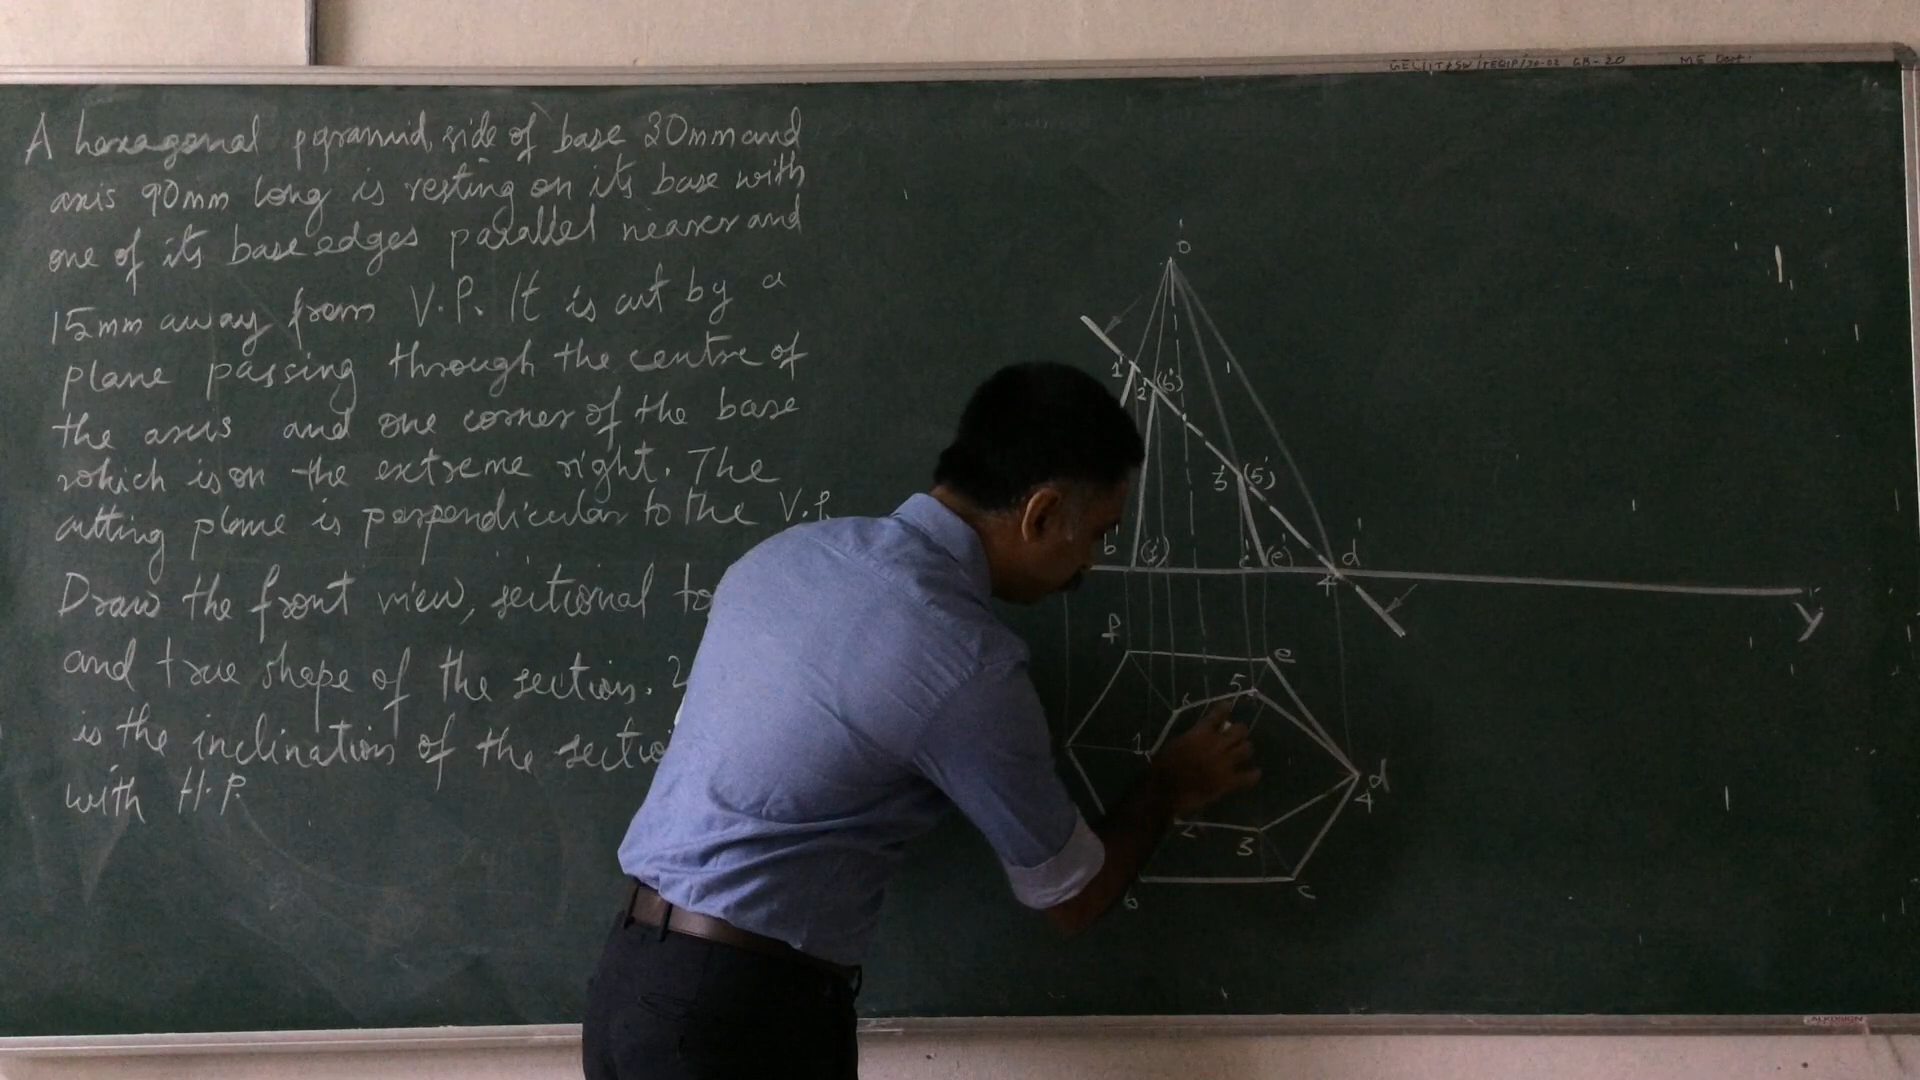 GEC
ME Dept.
A hexagonal pyramid, side of base 30mm and
axis 90mm long is resting on its base with
one of its base edges parallel nearer and
15mm away from V.P. It is cut by a
plane passing through the centre of
the axis and one corner of the base
which is on the extreme right. The
cutting plane is perpendicular to the V.P.
Draw the front view, sectional to
and true shape of the section.
is the inclination of the sectio
with H.P.
o'
1' 2' (6')
3' (5')
b' (f') c' (e') d'
4'
y
f e
5
6
1
d
4
2 3
b c